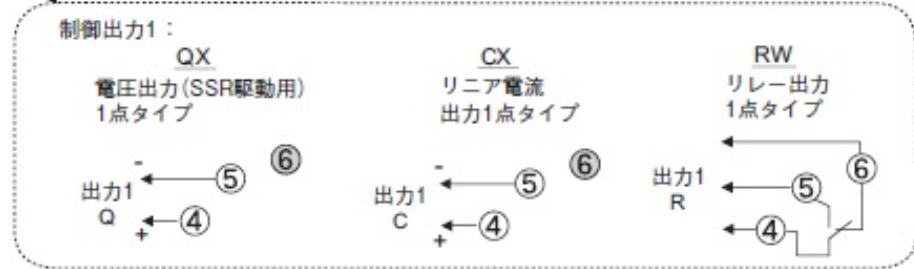 制御出力1：
QX
電圧出力(SSR駆動用)
1点タイプ
-
⑤
⑥
出力1
Q
④
+
CX
リニア電流
出力1点タイプ
-
⑤
⑥
出力1
C
④
+
RW
リレー出力
1点タイプ
⑥
出力1
R
⑤
④